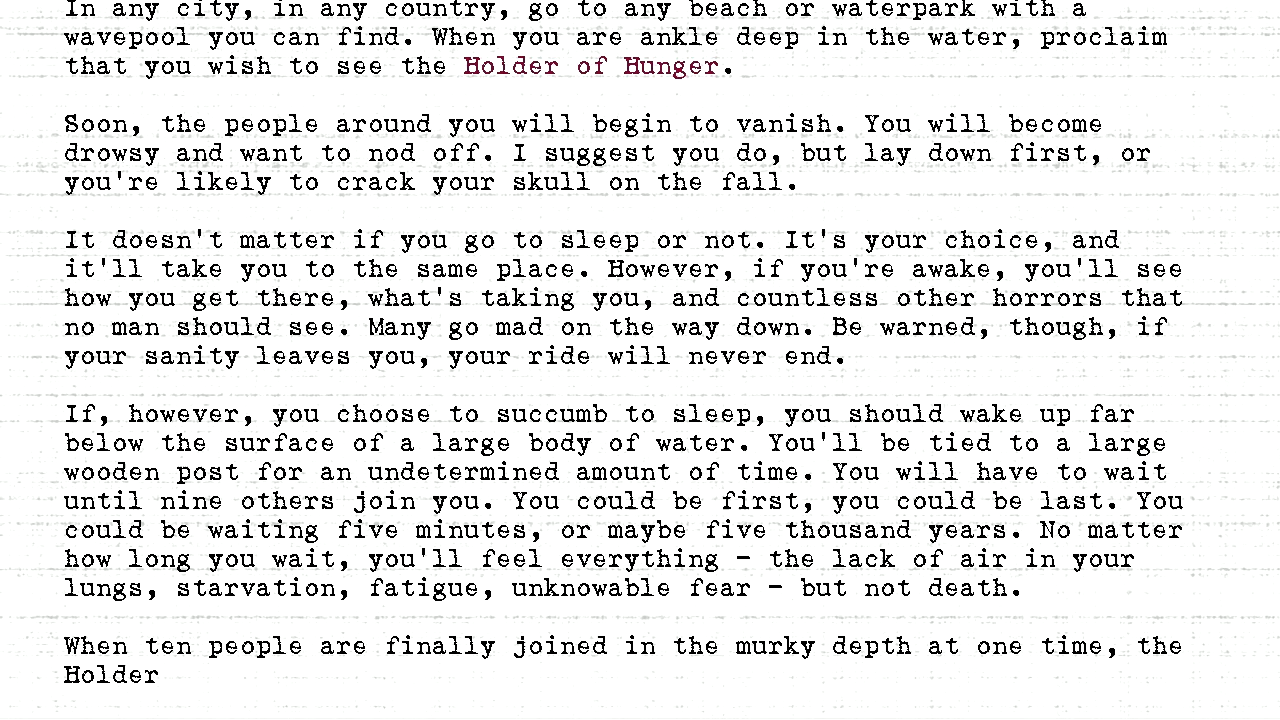 In any city, in any country, go to any beach or waterpark with a
wavepool you can find. When you are ankle deep in the water, proclaim
that you wish to see the Holder of Hunger.
Soon, the people around you will begin to vanish. You will become
drowsy and want to nod off. I suggest you do, but lay down first, or
you're likely to crack your skull on the fall.
It doesn't matter if you go to sleep or not. It's your choice, and
it'll take you to the same place. However, if you're awake, you'll see
how you get there, what's taking you, and countless other horrors that
no man should see. Many go mad on the way down. Be warned, though, if
your sanity leaves you, your ride will never end.
If, however, you choose to succumb to sleep, you should wake up far
below the surface of a large body of water. You'll be tied to a large
wooden post for an undetermined amount of time. You will have to wait
until nine others join you. You could be first, you could be last. You
could be waiting five minutes, or maybe five thousand years. No matter
how long you wait, you'll feel everything – the lack of air in your
lungs, starvation, fatigue, unknowable fear – but not death.
When ten people are finally joined in the murky depth at one time, the
Holder